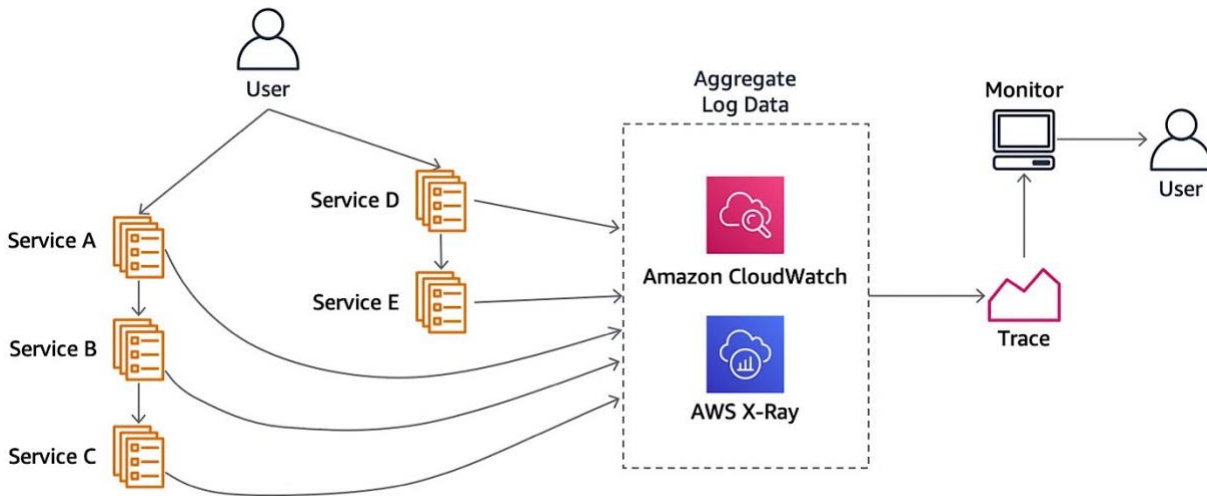 User
Aggregate
Log Data
Monitor
User
Service D
Service A
Amazon CloudWatch
Service E
Trace
Service B
AWS X-Ray
Service C